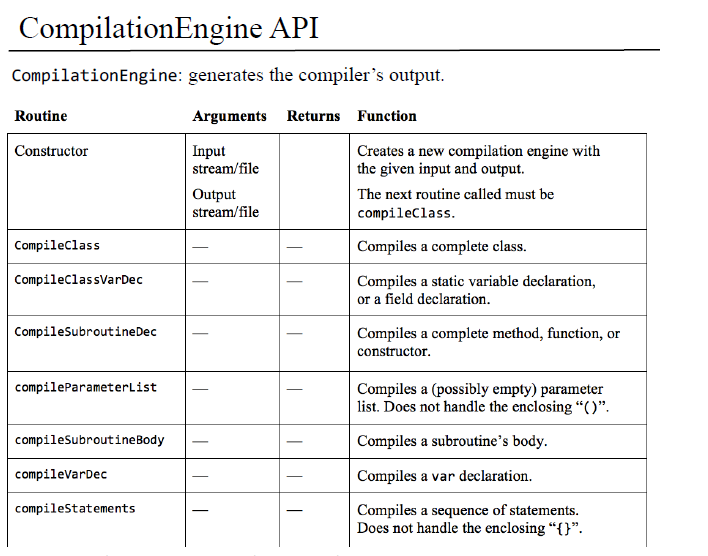 CompilationEngine API
CompilationEngine: generates the compiler's output.
Routine Arguments Returns Function
Constructor Input Creates a new compilation engine with
stream/file the given input and output.
Output The next routine called must be
stream/file compileClass.
CompileClass — — Compiles a complete class.
CompileClassVarDec — — Compiles a static variable declaration,
or a field declaration.
CompileSubroutineDec — — Compiles a complete method, function, or
constructor.
compileParameterList — — Compiles a (possibly empty) parameter
list. Does not handle the enclosing “()”.
compileSubroutineBody — — Compiles a subroutine's body.
compileVarDec — — Compiles a var declaration.
compileStatements — — Compiles a sequence of statements.
Does not handle the enclosing “{}”.